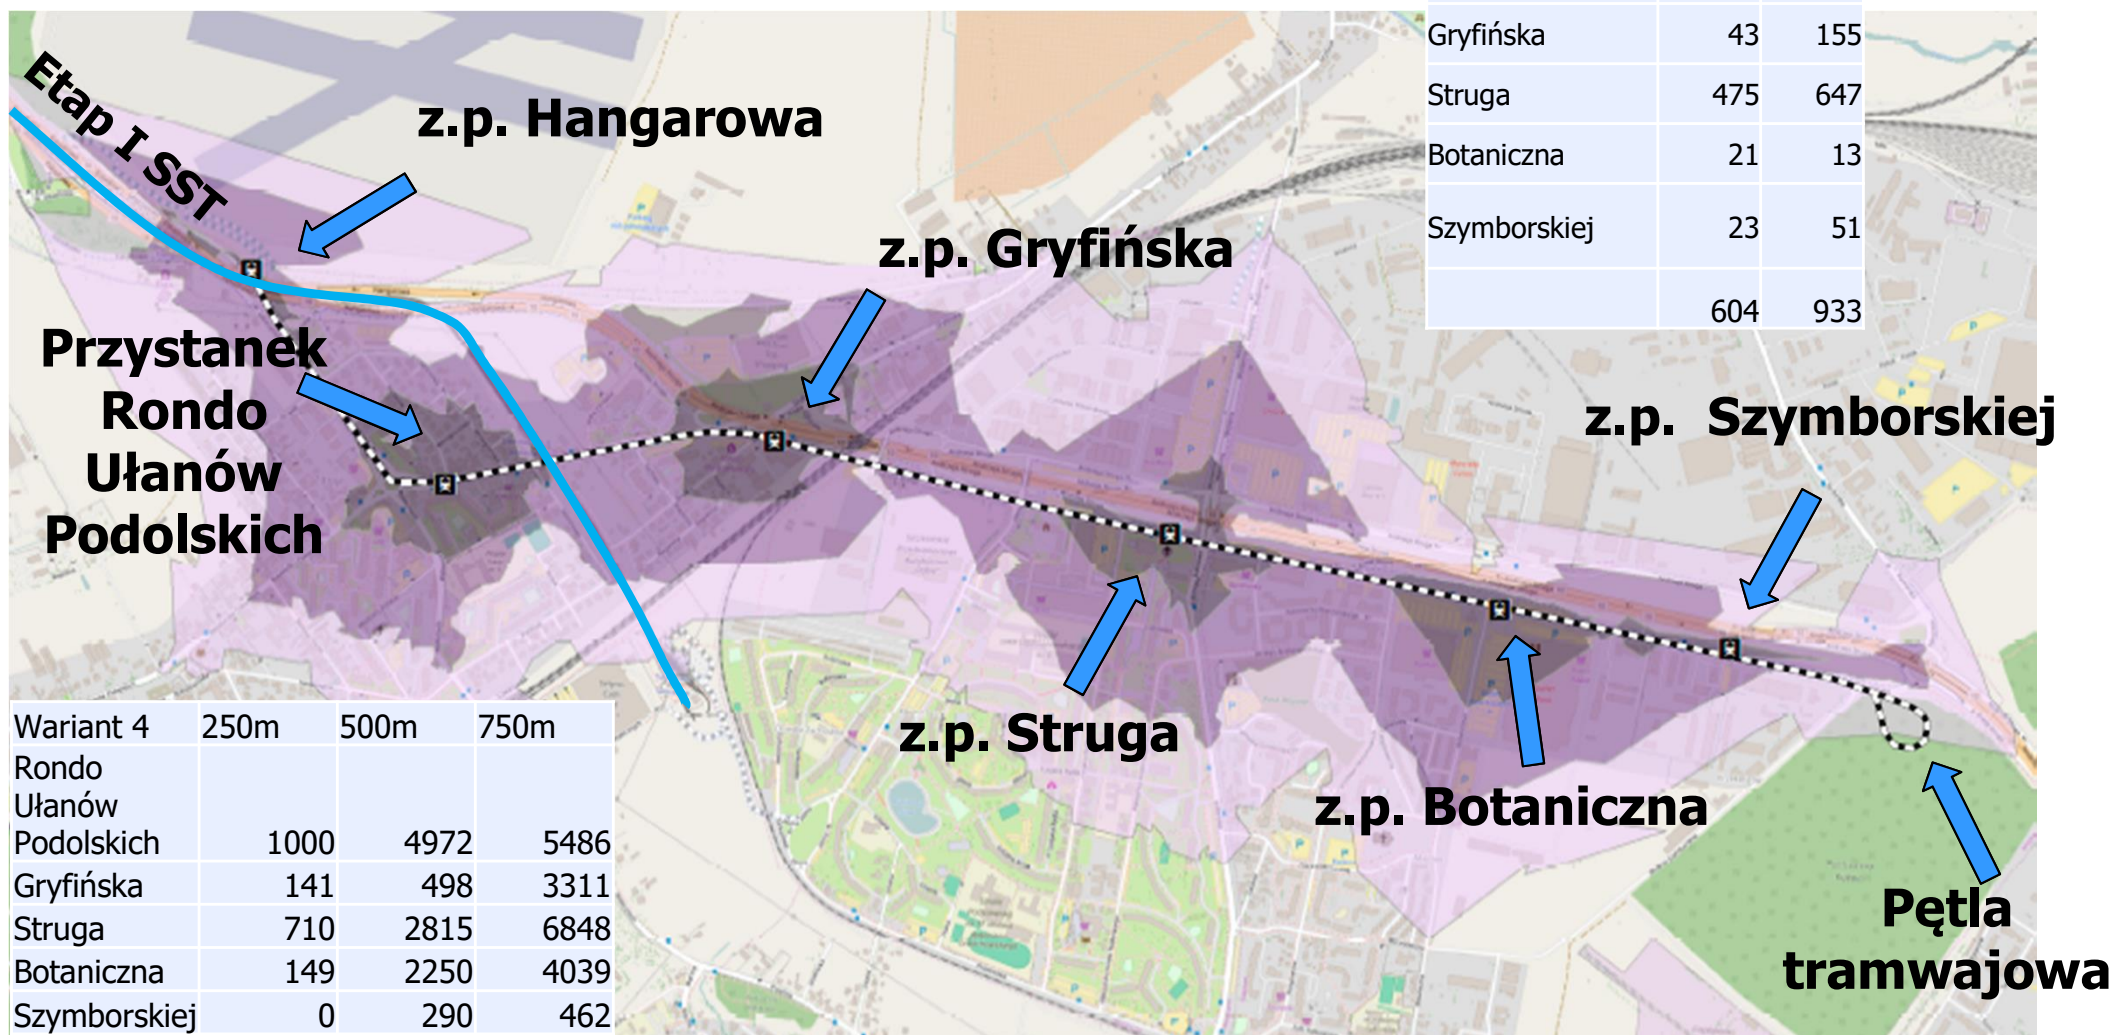 Gryfińska 43 155
Struga 475 647
Botaniczna 21 13
Szymborskiej 23 51
604 933
Etap I SST
z.p. Hangarowa
z.p. Gryfińska
Przystanek
Rondo
Ułanów
Podolskich
z.p. Szymborskiej
z.p. Struga
z.p. Botaniczna
Pętla
tramwajowa
Wariant 4 250m 500m 750m
Rondo
Ułanów
Podolskich 1000 4972 5486
Gryfińska 141 498 3311
Struga 710 2815 6848
Botaniczna 149 2250 4039
Szymborskiej 0 290 462